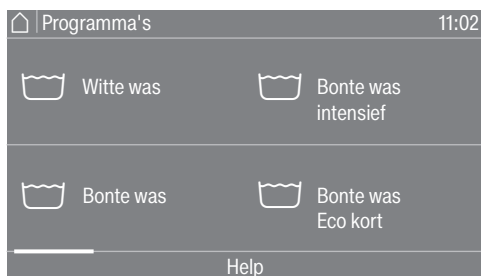 Programma's 11:02
Witte was
Bonte was
intensief
Bonte was
Bonte was
Eco kort
Help